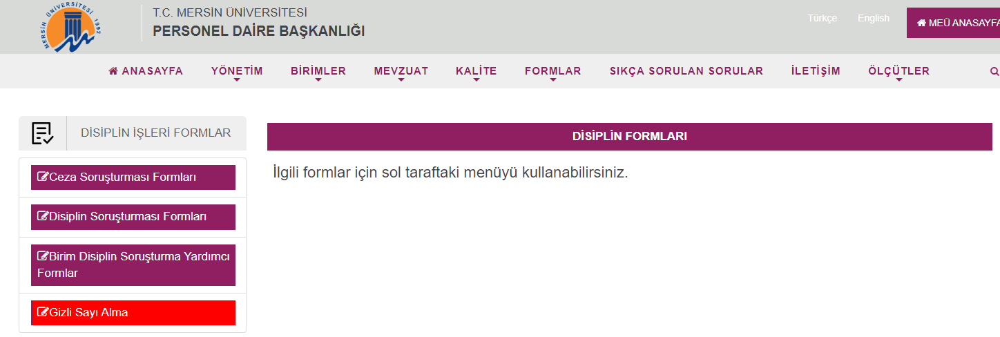 MERSİN ÜNİVERSİTESİ 1992
T.C. MERSİN ÜNİVERSİTESİ
PERSONEL DAİRE BAŞKANLIĞI
Türkçe
English
MEÜ ANASAYFA
ANASAYFA
YÖNETİM
BİRİMLER
MEVZUAT
KALİTE
FORMLAR
SIKÇA SORULAN SORULAR
İLETİŞİM
ÖLÇÜTLER
DİSİPLİN İŞLERİ FORMLAR
Ceza Soruşturması Formları
Disiplin Soruşturması Formları
Birim Disiplin Soruşturma Yardımcı
Formlar
Gizli Sayı Alma
DİSİPLİN FORMLARI
İlgili formlar için sol taraftaki menüyü kullanabilirsiniz.